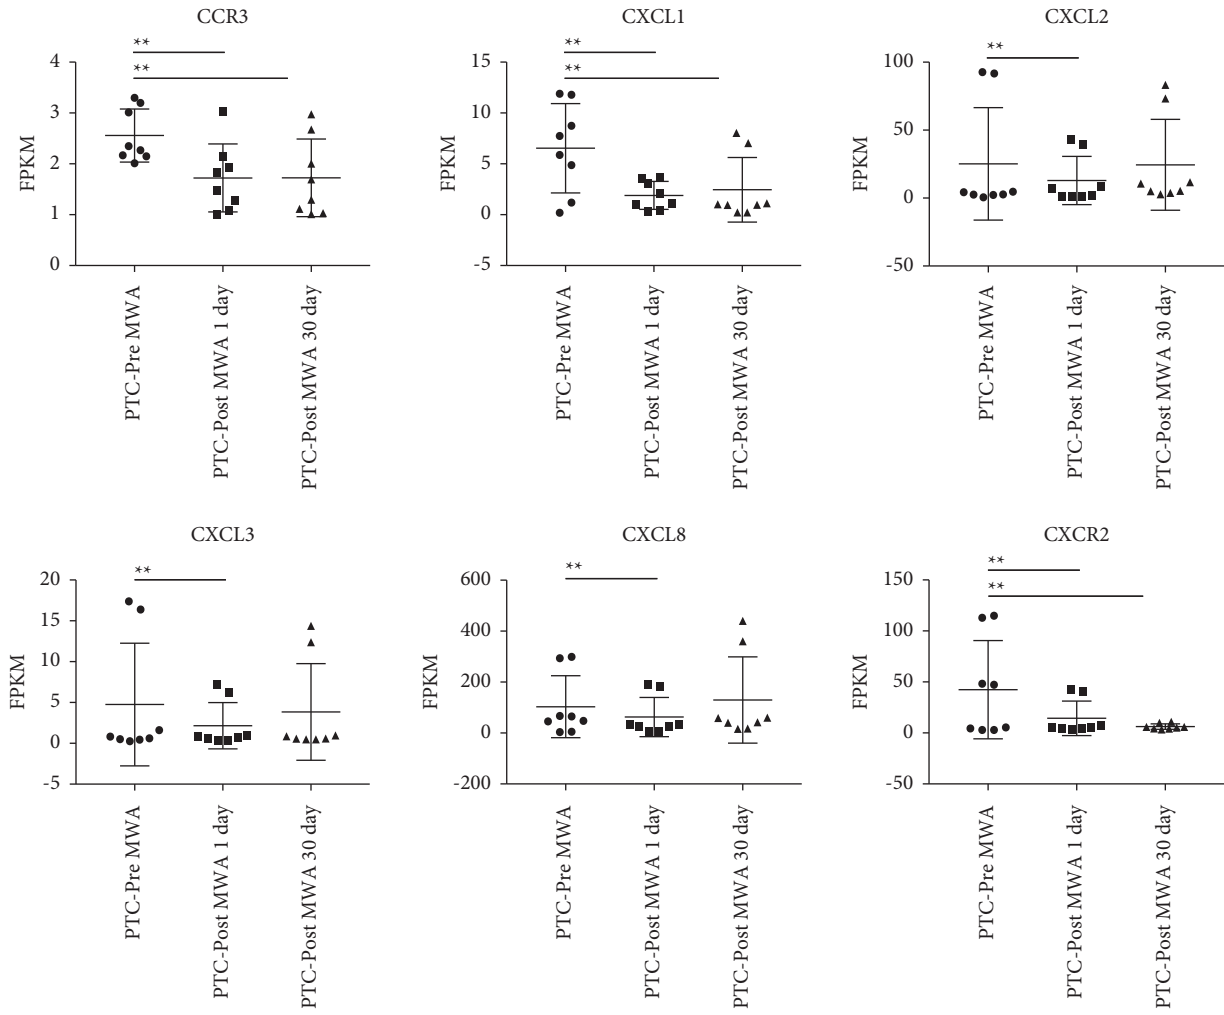 CCR3
**
**
4
3
2
1
0
FPKM
PTC-Pre MWA
PTC-Post MWA 1 day
PTC-Post MWA 30 day
CXCL1
**
**
15
10
5
0
-5
FPKM
PTC-Pre MWA
PTC-Post MWA 1 day
PTC-Post MWA 30 day
CXCL2
**
100
50
0
-50
FPKM
PTC-Pre MWA
PTC-Post MWA 1 day
PTC-Post MWA 30 day
CXCL3
**
20
15
10
5
0
-5
FPKM
PTC-Pre MWA
PTC-Post MWA 1 day
PTC-Post MWA 30 day
CXCL8
**
600
400
200
0
-200
FPKM
PTC-Pre MWA
PTC-Post MWA 1 day
PTC-Post MWA 30 day
CXCR2
**
**
150
100
50
0
-50
FPKM
PTC-Pre MWA
PTC-Post MWA 1 day
PTC-Post MWA 30 day